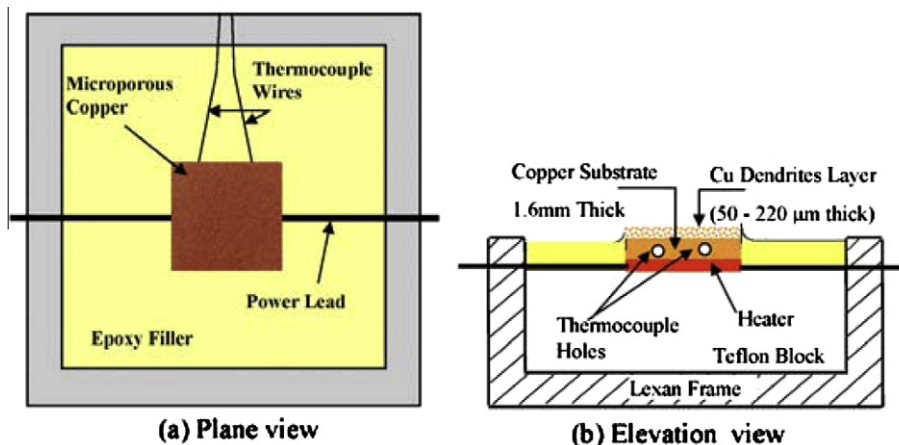 Microporous
Copper
Thermocouple
Wires
Power Lead
Epoxy Filler
(a) Plane view
Copper Substrate
1.6mm Thick
Cu Dendrites Layer
(50 - 220 µm thick)
Thermocouple
Holes
Heater
Teflon Block
Lexan Frame
(b) Elevation view